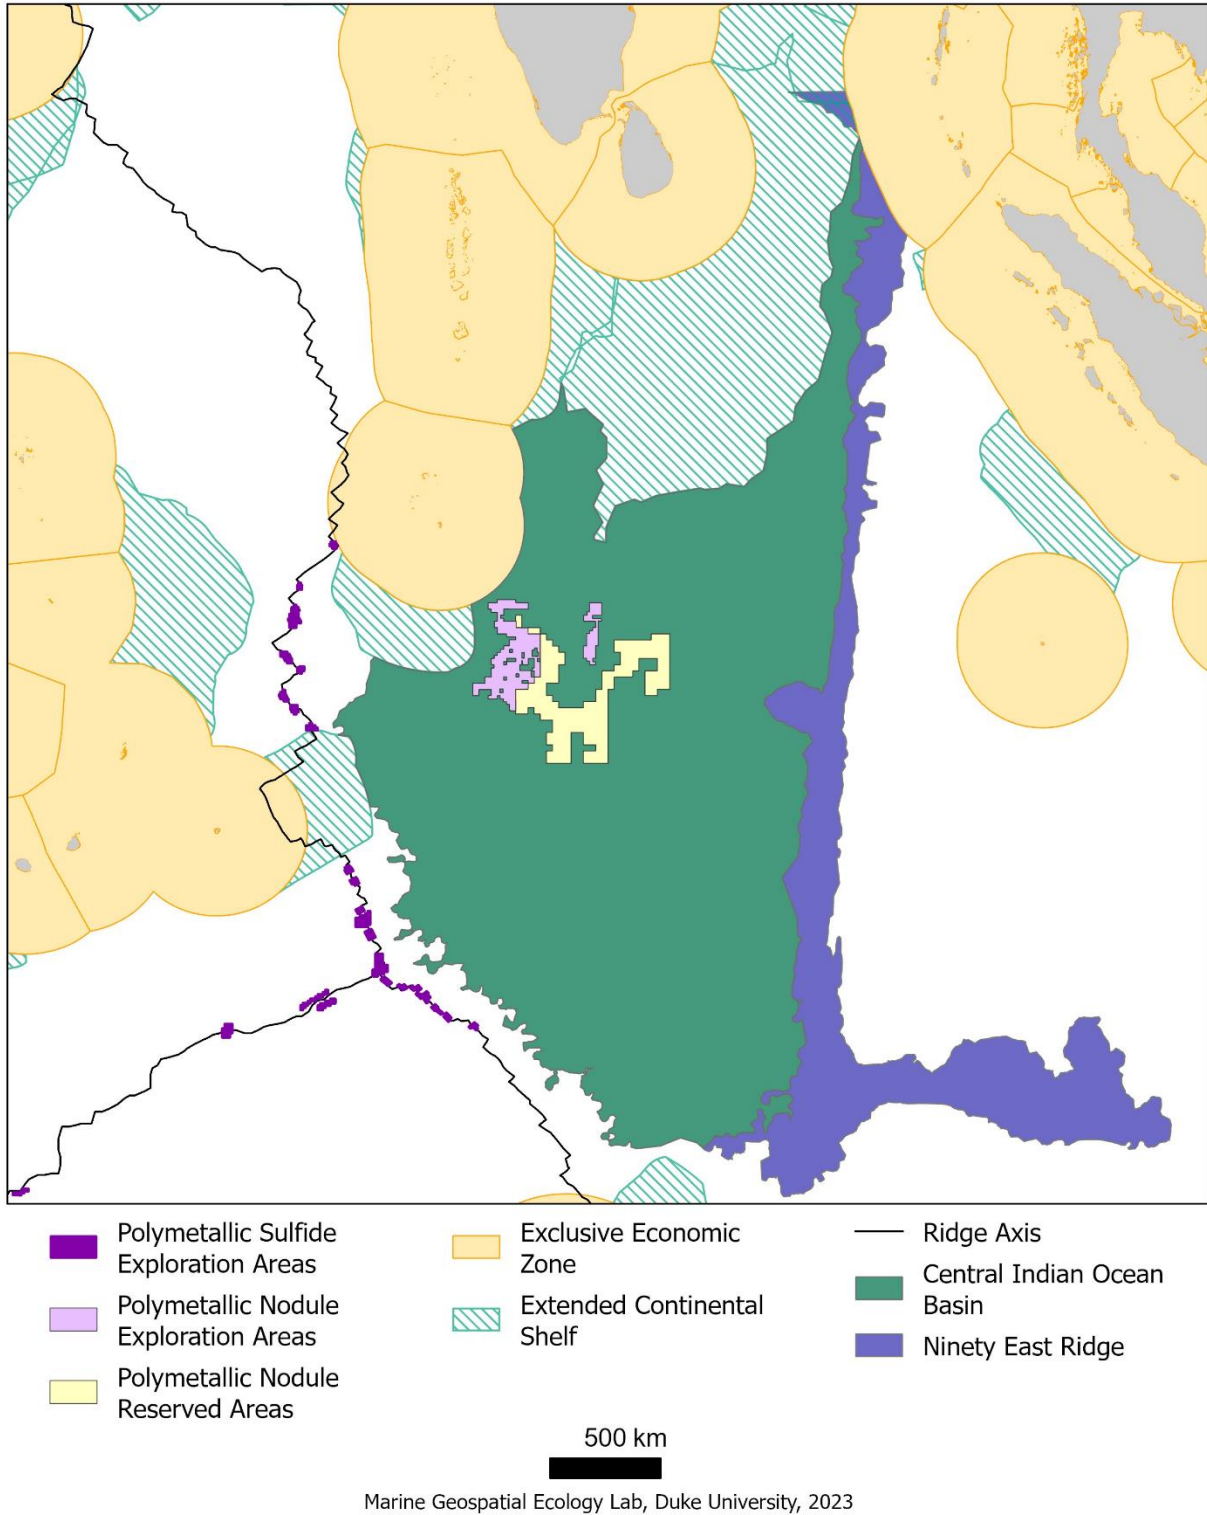 Polymetallic Sulfide
Exploration Areas
Polymetallic Nodule
Exploration Areas
Polymetallic Nodule
Reserved Areas
Exclusive Economic
Zone
Extended Continental
Shelf
Ridge Axis
Central Indian Ocean
Basin
Ninety East Ridge
500 km
Marine Geospatial Ecology Lab, Duke University, 2023